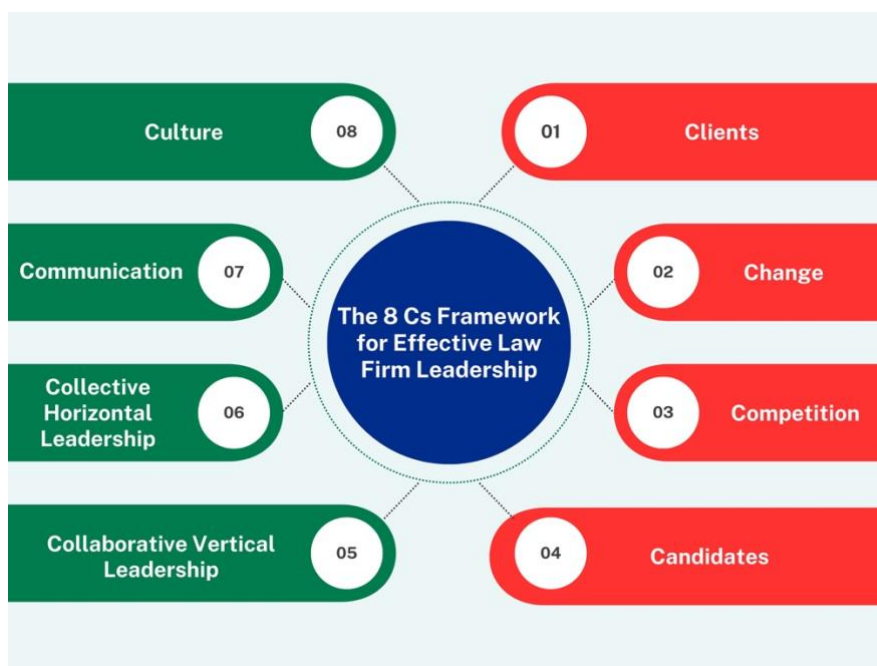 The 8 Cs Framework
for Effective Law
Firm Leadership
01
Clients
02
Change
03
Competition
04
Candidates
05
Collaborative Vertical
Leadership
06
Collective
Horizontal
Leadership
07
Communication
08
Culture